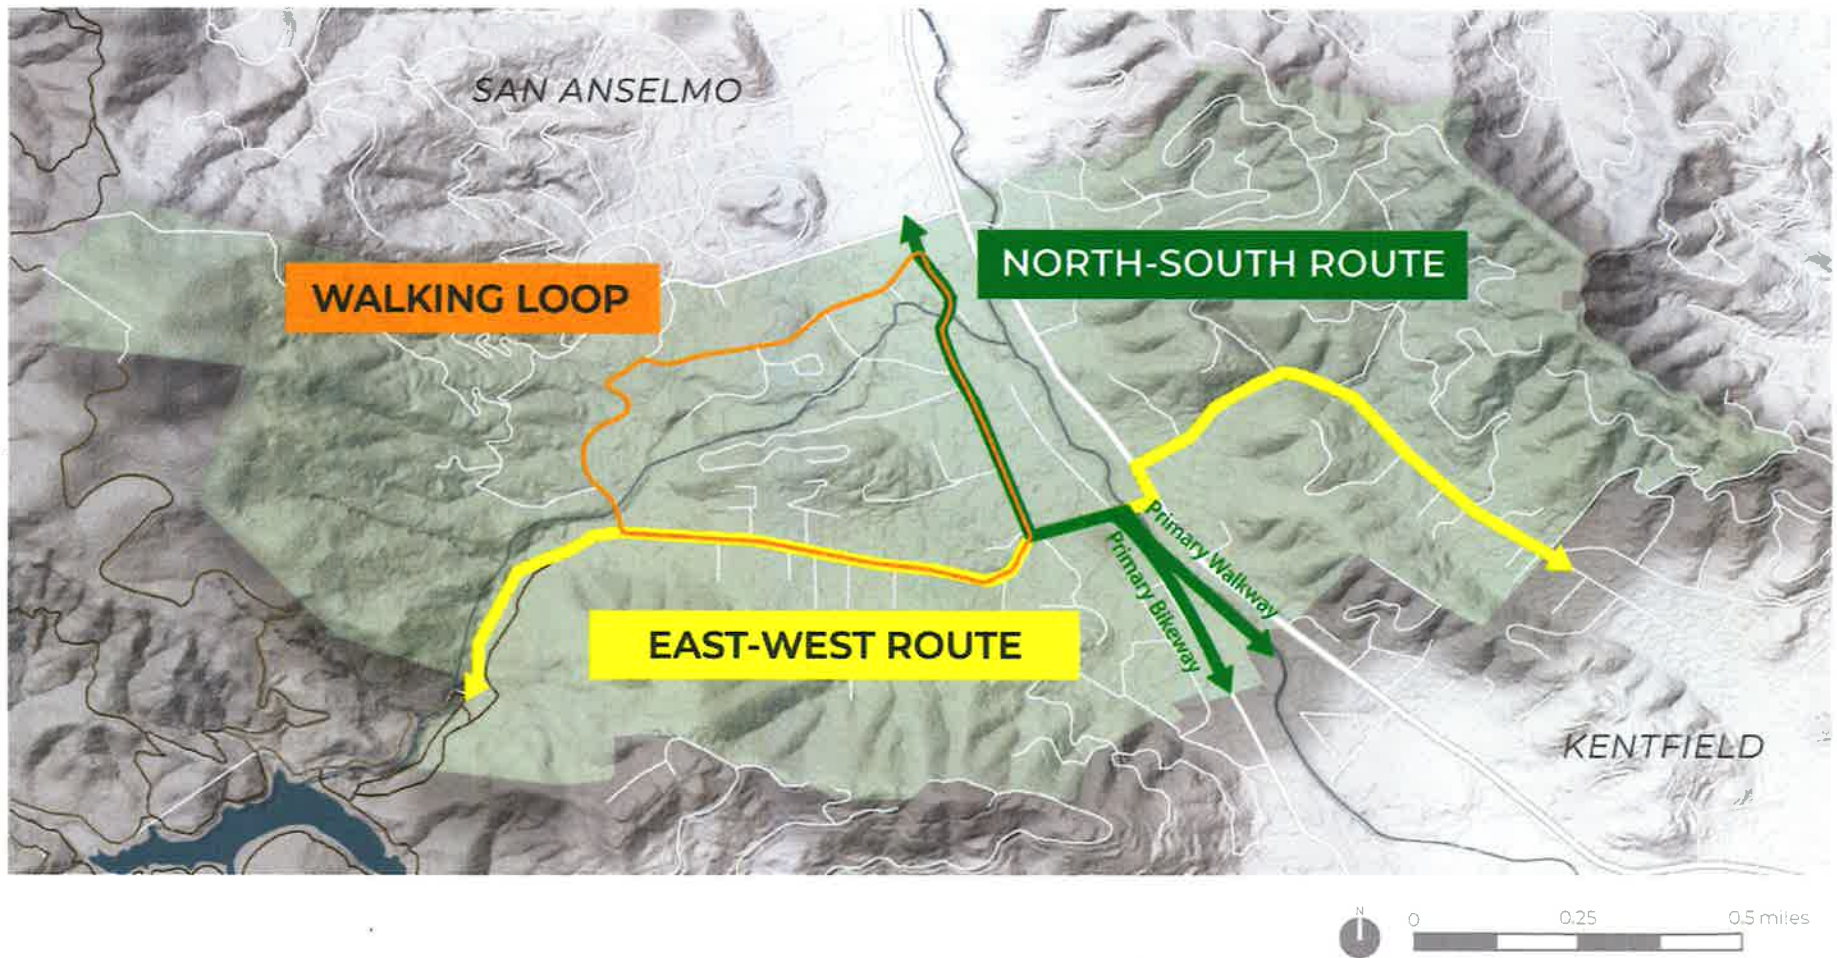 SAN ANSELMO
NORTH-SOUTH ROUTE
WALKING LOOP
Primary Walkway
Primary Bikeway
EAST-WEST ROUTE
KENTFIELD
N
0 0.25 0.5 miles